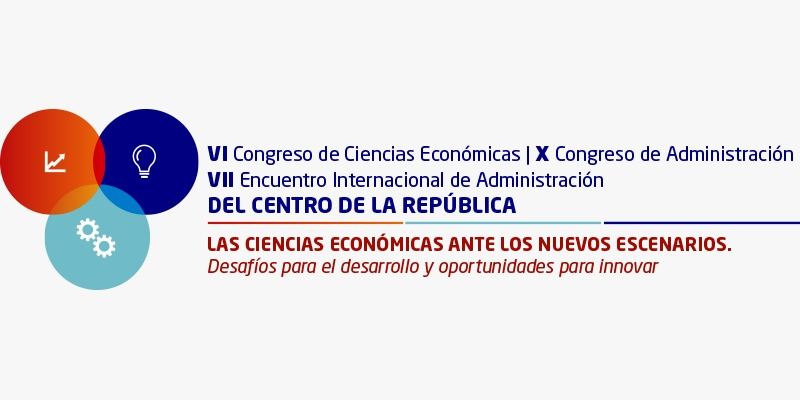 VI Congreso de Ciencias Económicas | X Congreso de Administración
VII Encuentro Internacional de Administración
DEL CENTRO DE LA REPÚBLICA
LAS CIENCIAS ECONÓMICAS ANTE LOS NUEVOS ESCENARIOS.
Desafíos para el desarrollo y oportunidades para innovar